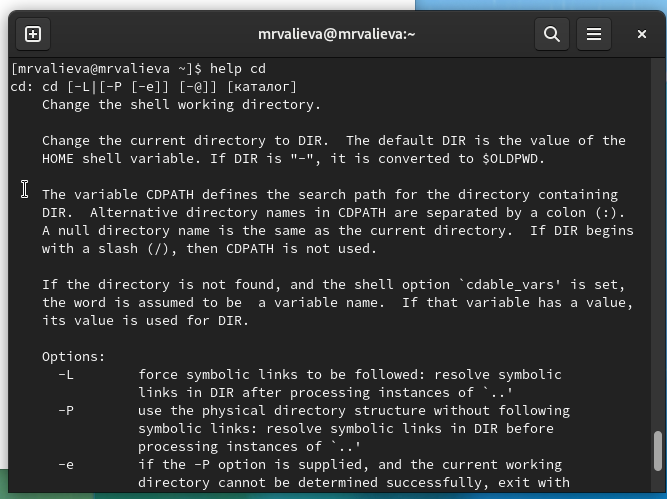 mrvalieva@mrvalieva:~
[mrvalieva@mrvalieva ~]$ help cd
cd: cd [-L|[-P [-e]] [-@]] [каталог]
Change the shell working directory.
Change the current directory to DIR.  The default DIR is the value of the
HOME shell variable. If DIR is "-", it is converted to $OLDPWD.
The variable CDPATH defines the search path for the directory containing
DIR.  Alternative directory names in CDPATH are separated by a colon (:).
A null directory name is the same as the current directory.  If DIR begins
with a slash (/), then CDPATH is not used.
If the directory is not found, and the shell option `cdable_vars' is set,
the word is assumed to be  a variable name.  If that variable has a value,
its value is used for DIR.
Options:
-L        force symbolic links to be followed: resolve symbolic
links in DIR after processing instances of `..'
-P        use the physical directory structure without following
symbolic links: resolve symbolic links in DIR before
processing instances of `..'
-e        if the -P option is supplied, and the current working
directory cannot be determined successfully, exit with